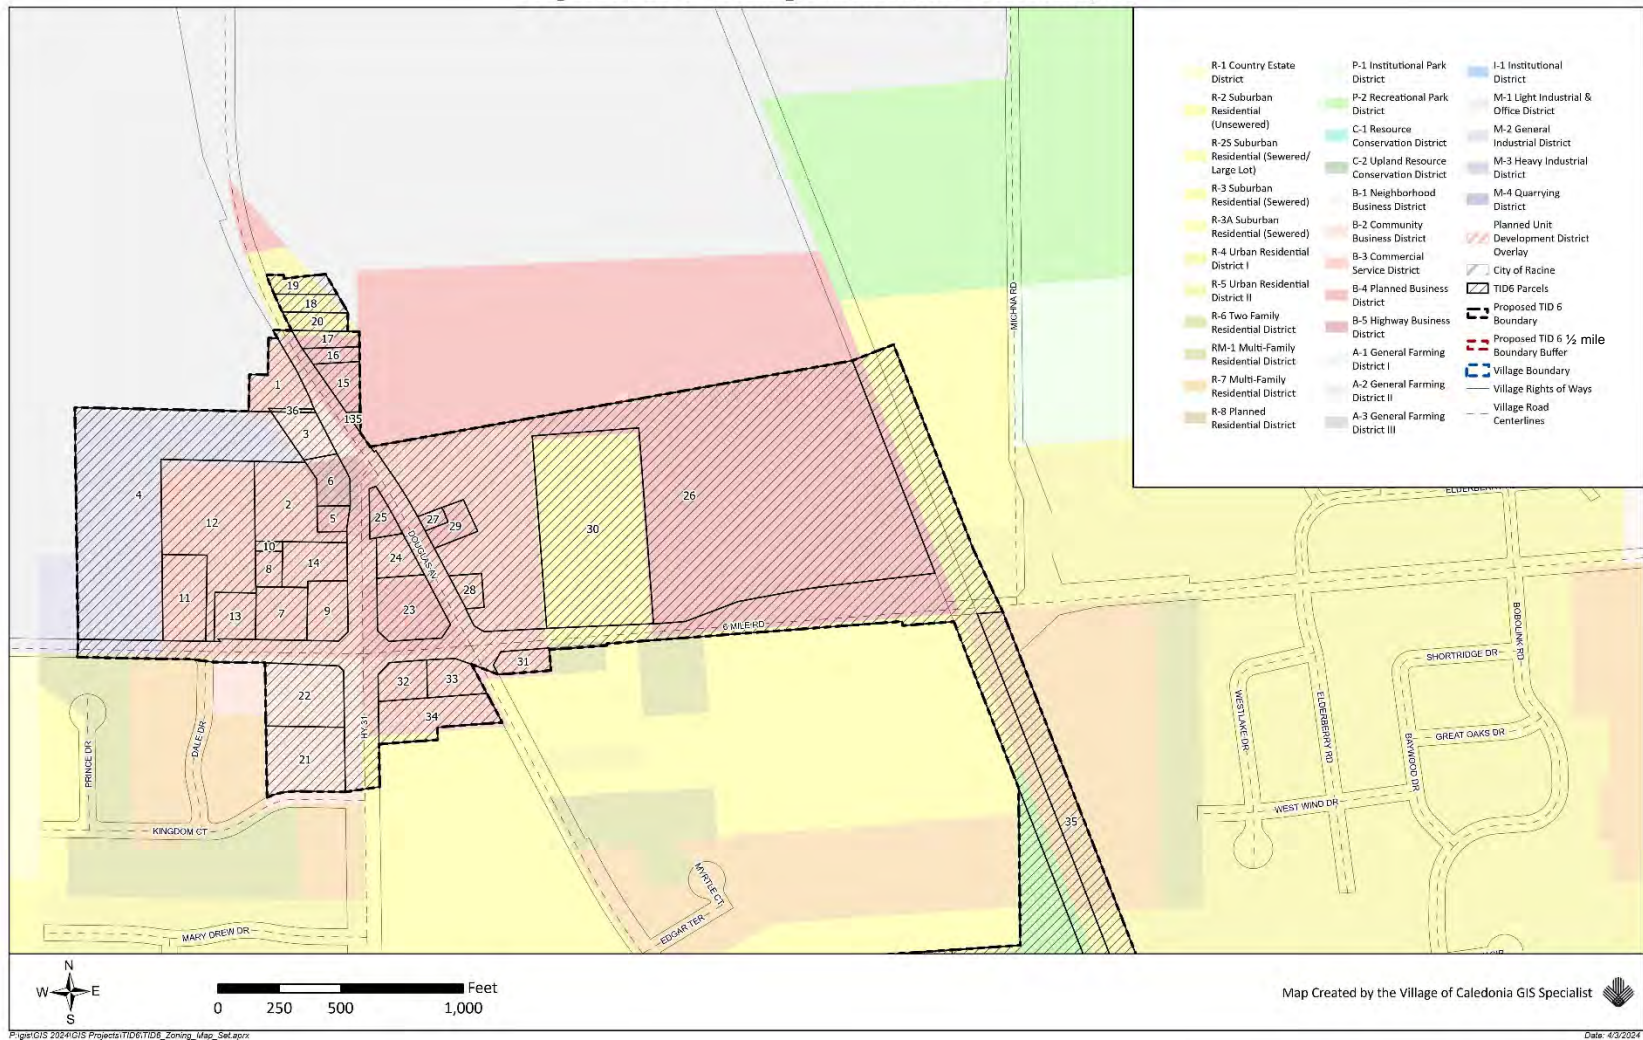 R-1 Country Estate
District
R-2 Suburban
Residential
(Unsewered)
R-2S Suburban
Residential (Sewered/
Large Lot)
R-3 Suburban
Residential (Sewered)
R-3A Suburban
Residential (Sewered)
R-4 Urban Residential
District I
R-5 Urban Residential
District II
R-6 Two Family
Residential District
RM-1 Multi-Family
Residential District
R-7 Multi-Family
Residential District
R-8 Planned
Residential District
P-1 Institutional Park
District
P-2 Recreational Park
District
C-1 Resource
Conservation District
C-2 Upland Resource
Conservation District
B-1 Neighborhood
Business District
B-2 Community
Business District
B-3 Commercial
Service District
B-4 Planned Business
District
B-5 Highway Business
District
A-1 General Farming
District I
A-2 General Farming
District II
A-3 General Farming
District III
I-1 Institutional
District
M-1 Light Industrial &
Office District
M-2 General
Industrial District
M-3 Heavy Industrial
District
M-4 Quarrying
District
Planned Unit
Development District
Overlay
City of Racine
TID6 Parcels
Proposed TID 6
Boundary
Proposed TID 6 ½ mile
Boundary Buffer
Village Boundary
Village Rights of Ways
Village Road
Centerlines
MICHNA RD
19
18
20
17
16
15
1
36
135
3
4
6
2
12
5
25
27
29
26
30
DOUGLAS AV
10
8
14
24
11
28
13
7
9
23
6 MILE RD
31
22
32
33
34
HY 31
21
35
PRINCE DR
DALE DR
KINGDOM CT
MARY DREW DR
MYRTLE CT
EDGAR TER
WESTLAKE DR
ELDERBERRY RD
SHORTRIDGE DR
BOBOLINK RD
GREAT OAKS DR
BAYWOOD DR
WEST WIND DR
N
W E
S
Feet
0 250 500 1,000
Map Created by the Village of Caledonia GIS Specialist
P:\gis\GIS 2024\GIS Projects\TID6\TID6_Zoning_Map_Set.aprx
Date: 4/3/2024